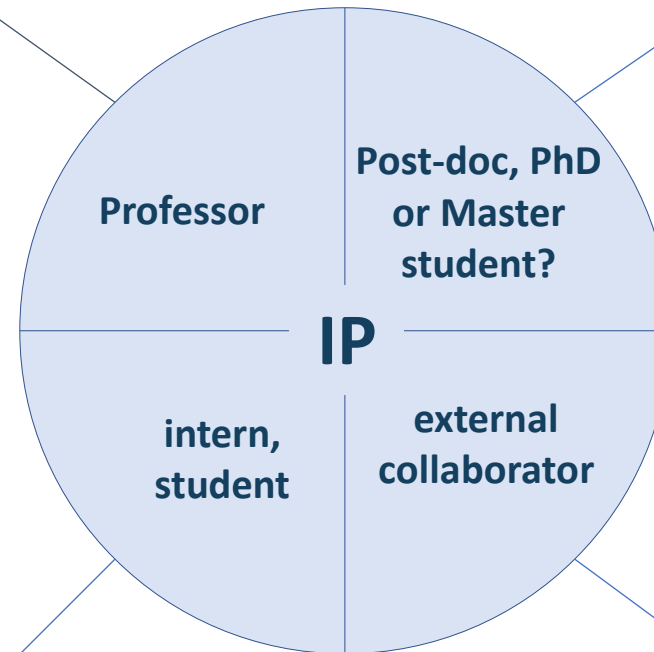 Professor
Post-doc, PhD
or Master
student?
IP
intern,
student
external
collaborator